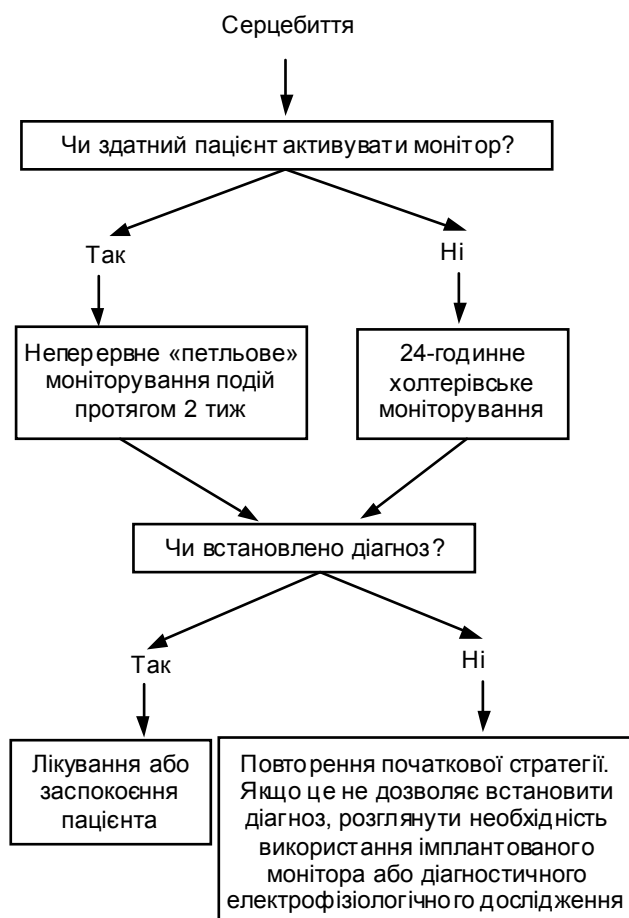 Серцебиття
Чи здатний пацієнт активувати монітор?
Так
Ні
Неперервне «петльове»
моніторування подій
протягом 2 тиж
24-годинне
холтерівське
моніторування
Чи встановлено діагноз?
Так
Ні
Лікування або
заспокоєння
пацієнта
Повторення початкової стратегії.
Якщо це не дозволяє встановити
діагноз, розглянути необхідність
використання імплантованого
монітора або діагностичного
електрофізіологічного дослідження